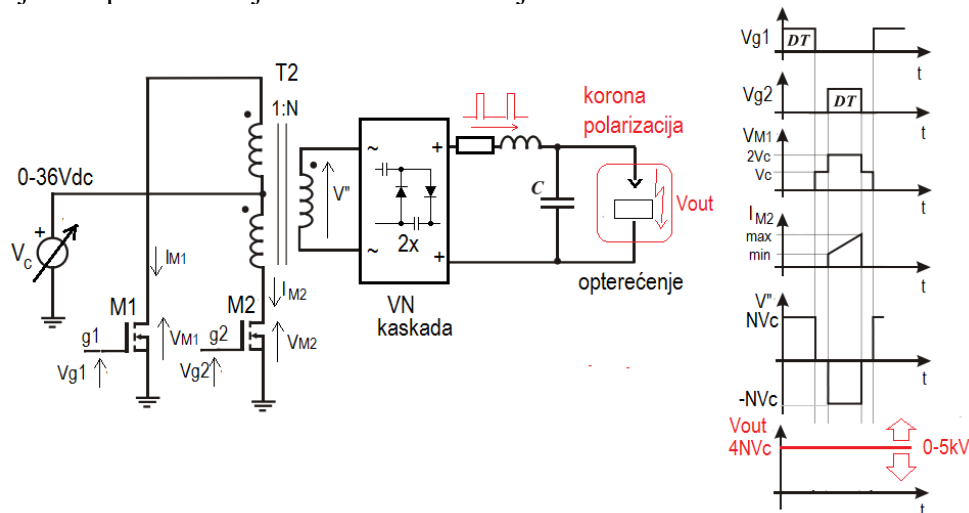 T2
1:N
0-36Vdc
+
Vc
IM1
M1
g1
Vg1
VM1
IM2
M2
g2
Vg2
VM2
V"
~
~
+
+
2x
VN
kaskada
C
korona
polarizacija
Vout
opterećenje
Vg1
DT
t
Vg2
DT
t
VM1
2Vc
Vc
t
IM2
max
min
t
V"
NVc
-NVc
t
Vout
4NVc
0-5kV
t